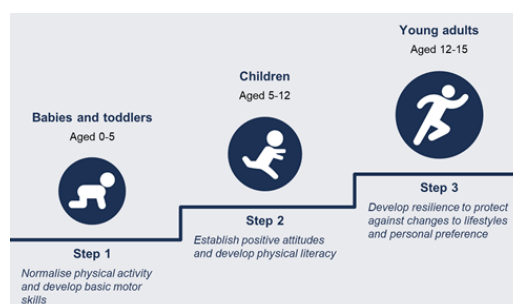 Babies and toddlers
Aged 0-5
Step 1
Normalise physical activity
and develop basic motor
skills
Children
Aged 5-12
Step 2
Establish positive attitudes
and develop physical literacy
Young adults
Aged 12-15
Step 3
Develop resilience to protect
against changes to lifestyles
and personal preference